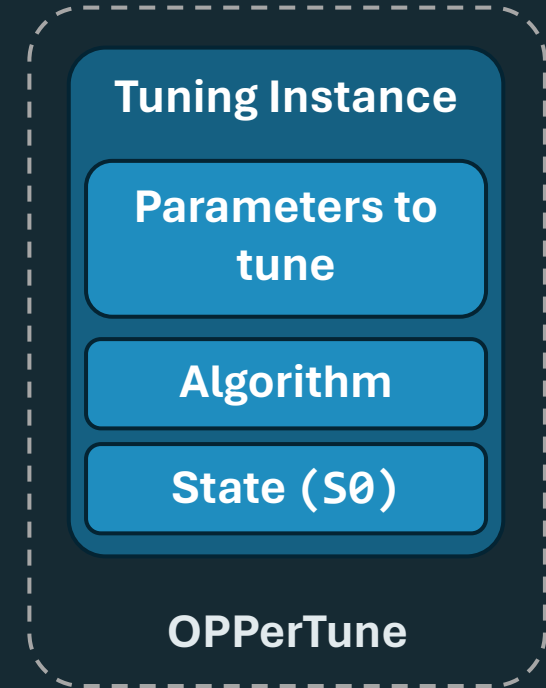 Tuning Instance
Parameters to
tune
Algorithm
State (S0)
OPPerTune